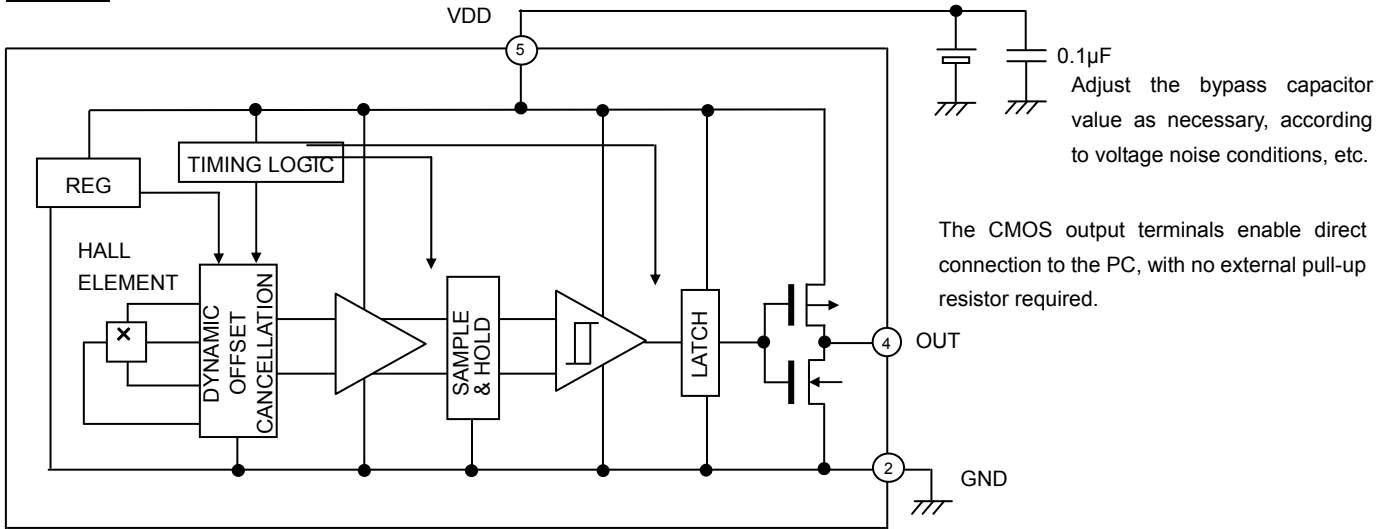 VDD
5
0.1µF
Adjust the bypass capacitor
value as necessary, according
to voltage noise conditions, etc.
TIMING LOGIC
REG
The CMOS output terminals enable direct
connection to the PC, with no external pull-up
resistor required.
HALL
ELEMENT
×
DYNAMIC
OFFSET
CANCELLATION
SAMPLE
& HOLD
LATCH
4
OUT
2
GND